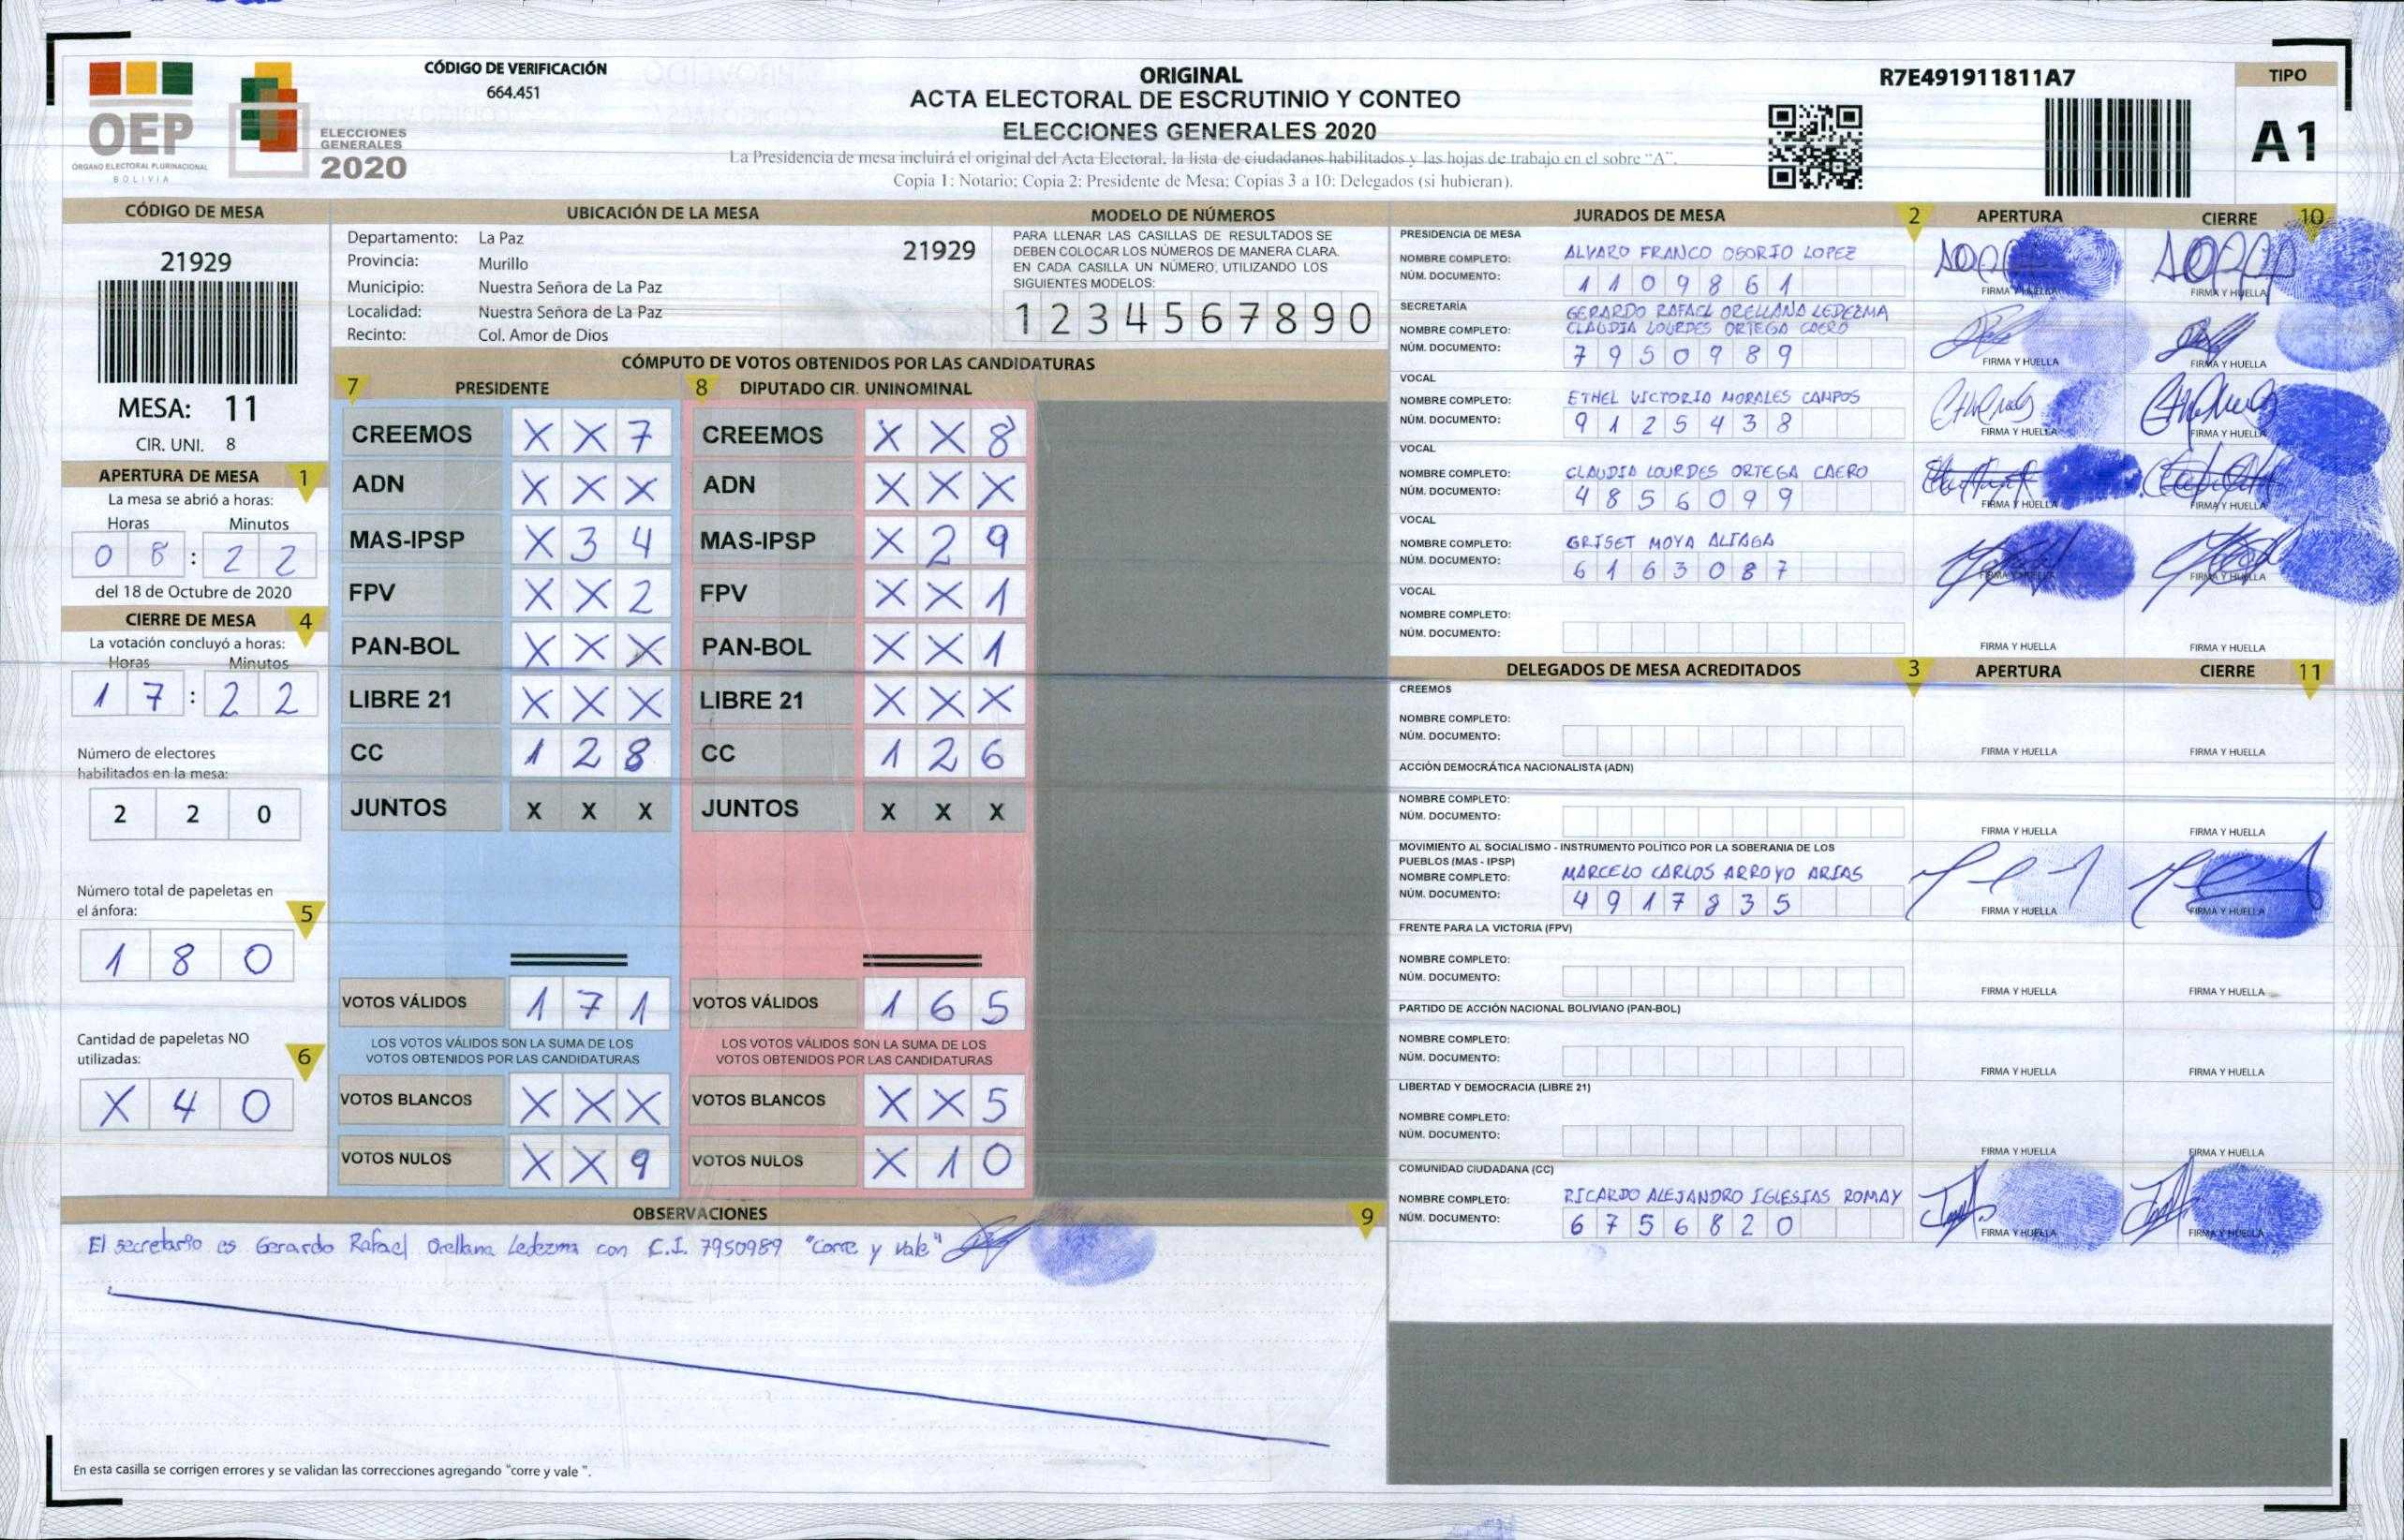 CÓDIGO DE VERIFICACIÓN
664.451
ORIGINAL
ACTA ELECTORAL DE ESCRUTINIO Y CONTEO
ELECCIONES GENERALES 2020
La Presidencia de mesa incluirá el original del Acta Electoral, la lista de ciudadanos habilitados y las hojas de trabajo en el sobre "A".
Copia 1: Notario; Copia 2: Presidente de Mesa; Copias 3 a 10: Delegados (si hubieran).
R7E491911811A7
TIPO
A1
OEP
ÓRGANO ELECTORAL PLURINACIONAL
BOLIVIA
ELECCIONES
GENERALES
2020
CÓDIGO DE MESA
21929
MESA: 11
CIR. UNI. 8
APERTURA DE MESA 1
La mesa se abrió a horas:
Horas Minutos
0 8 : 2 2
del 18 de Octubre de 2020
CIERRE DE MESA 4
La votación concluyó a horas:
Horas Minutos
1 7 : 2 2
Número de electores
habilitados en la mesa:
2 2 0
Número total de papeletas en
el ánfora: 5
1 8 0
Cantidad de papeletas NO
utilizadas: 6
X 4 0
UBICACIÓN DE LA MESA
Departamento: La Paz 21929
Provincia: Murillo
Municipio: Nuestra Señora de La Paz
Localidad: Nuestra Señora de La Paz
Recinto: Col. Amor de Dios
MODELO DE NÚMEROS
PARA LLENAR LAS CASILLAS DE RESULTADOS SE
DEBEN COLOCAR LOS NÚMEROS DE MANERA CLARA.
EN CADA CASILLA UN NÚMERO, UTILIZANDO LOS
SIGUIENTES MODELOS:
1 2 3 4 5 6 7 8 9 0
CÓMPUTO DE VOTOS OBTENIDOS POR LAS CANDIDATURAS
7 PRESIDENTE 8 DIPUTADO CIR. UNINOMINAL
CREEMOS X X 7 CREEMOS X X 8
ADN X X X ADN X X X
MAS-IPSP X 3 4 MAS-IPSP X 2 9
FPV X X 2 FPV X X 1
PAN-BOL X X X PAN-BOL X X 1
LIBRE 21 X X X LIBRE 21 X X X
CC 1 2 8 CC 1 2 6
JUNTOS X X X JUNTOS X X X
VOTOS VÁLIDOS 1 7 1 VOTOS VÁLIDOS 1 6 5
LOS VOTOS VÁLIDOS SON LA SUMA DE LOS LOS VOTOS VÁLIDOS SON LA SUMA DE LOS
VOTOS OBTENIDOS POR LAS CANDIDATURAS VOTOS OBTENIDOS POR LAS CANDIDATURAS
VOTOS BLANCOS X X X VOTOS BLANCOS X X 5
VOTOS NULOS X X 9 VOTOS NULOS X 1 0
OBSERVACIONES 9
El secretario es Gerardo Rafael Orellana Ledezma con C.I. 7950989 "Corre y vale"
En esta casilla se corrigen errores y se validan las correcciones agregando "corre y vale ".
JURADOS DE MESA 2 APERTURA CIERRE 10
PRESIDENCIA DE MESA
NOMBRE COMPLETO: ALVARO FRANCO OSORIO LOPEZ
NÚM. DOCUMENTO: 1 1 0 9 8 6 1
FIRMA Y HUELLA FIRMA Y HUELLA
SECRETARÍA
GERARDO RAFAEL ORELLANA LEDEZMA
NOMBRE COMPLETO: CLAUDIA LOURDES ORTEGA CAERO
NÚM. DOCUMENTO: 7 9 5 0 9 8 9
FIRMA Y HUELLA FIRMA Y HUELLA
VOCAL
NOMBRE COMPLETO: ETHEL VICTORIA MORALES CAMPOS
NÚM. DOCUMENTO: 9 1 2 5 4 3 8
FIRMA Y HUELLA FIRMA Y HUELLA
VOCAL
NOMBRE COMPLETO: CLAUDIA LOURDES ORTEGA CAERO
NÚM. DOCUMENTO: 4 8 5 6 0 9 9
FIRMA Y HUELLA FIRMA Y HUELLA
VOCAL
NOMBRE COMPLETO: GRISET MOYA ALIAGA
NÚM. DOCUMENTO: 6 1 6 3 0 8 7
FIRMA Y HUELLA FIRMA Y HUELLA
VOCAL
NOMBRE COMPLETO:
NÚM. DOCUMENTO:
FIRMA Y HUELLA FIRMA Y HUELLA
DELEGADOS DE MESA ACREDITADOS 3 APERTURA CIERRE 11
CREEMOS
NOMBRE COMPLETO:
NÚM. DOCUMENTO:
FIRMA Y HUELLA FIRMA Y HUELLA
ACCIÓN DEMOCRÁTICA NACIONALISTA (ADN)
NOMBRE COMPLETO:
NÚM. DOCUMENTO:
FIRMA Y HUELLA FIRMA Y HUELLA
MOVIMIENTO AL SOCIALISMO - INSTRUMENTO POLÍTICO POR LA SOBERANIA DE LOS
PUEBLOS (MAS - IPSP)
NOMBRE COMPLETO: MARCELO CARLOS ARROYO ARIAS
NÚM. DOCUMENTO: 4 9 1 7 8 3 5
FIRMA Y HUELLA FIRMA Y HUELLA
FRENTE PARA LA VICTORIA (FPV)
NOMBRE COMPLETO:
NÚM. DOCUMENTO:
FIRMA Y HUELLA FIRMA Y HUELLA
PARTIDO DE ACCIÓN NACIONAL BOLIVIANO (PAN-BOL)
NOMBRE COMPLETO:
NÚM. DOCUMENTO:
FIRMA Y HUELLA FIRMA Y HUELLA
LIBERTAD Y DEMOCRACIA (LIBRE 21)
NOMBRE COMPLETO:
NÚM. DOCUMENTO:
FIRMA Y HUELLA FIRMA Y HUELLA
COMUNIDAD CIUDADANA (CC)
NOMBRE COMPLETO: RICARDO ALEJANDRO IGLESIAS ROMAY
NÚM. DOCUMENTO: 6 7 5 6 8 2 0
FIRMA Y HUELLA FIRMA Y HUELLA